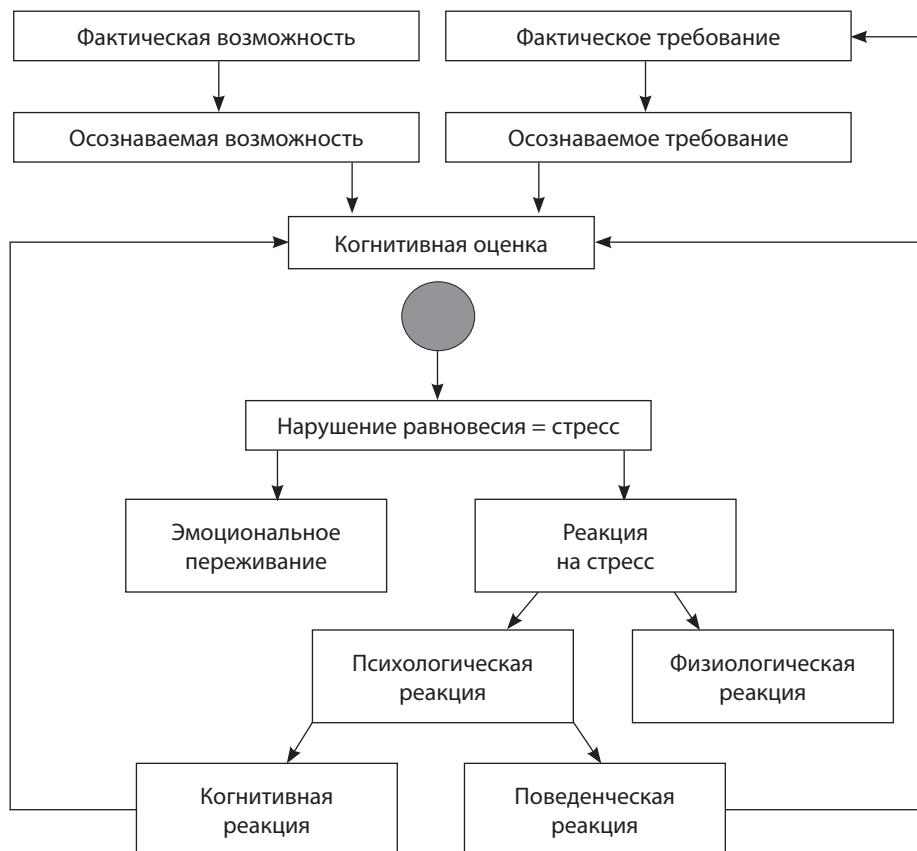 Фактическая возможность
Фактическое требование
Осознаваемая возможность
Осознаваемое требование
Когнитивная оценка
Нарушение равновесия = стресс
Эмоциональное
переживание
Реакция
на стресс
Психологическая
реакция
Физиологическая
реакция
Когнитивная
реакция
Поведенческая
реакция